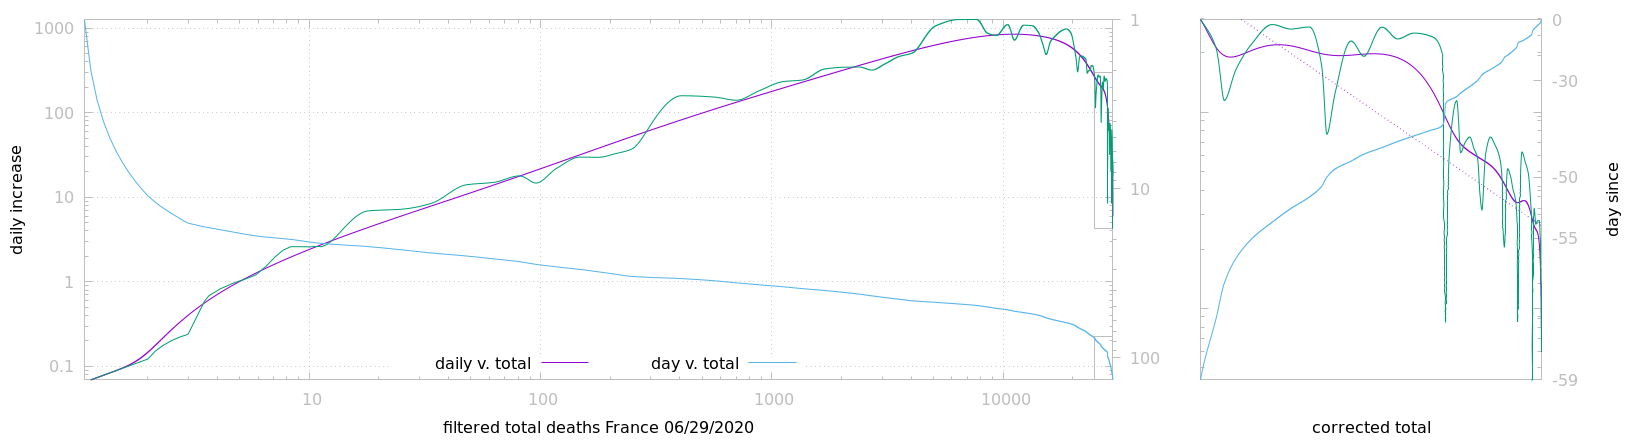 daily increase
1000
100
10
1
0.1
10
100
1000
10000
filtered total deaths France 06/29/2020
daily v. total
day v. total
1
10
100
0
-30
-50
-55
-59
day since
corrected total